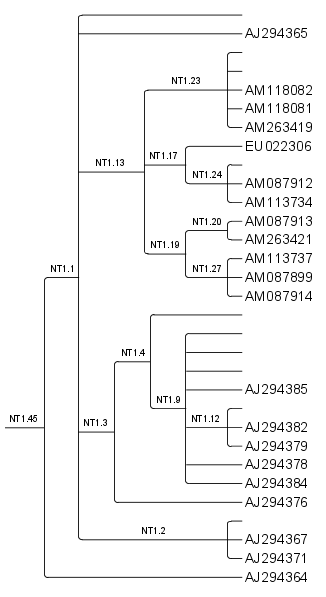 AJ294365
NT1.23
AM118082
AM118081
AM263419
EU022306
NT1.13
NT1.17
NT1.24
AM087912
AM113734
NT1.20
AM087913
AM263421
NT1.19
AM113737
NT1.27
AM087899
NT1.1
AM087914
NT1.4
AJ294385
NT1.9
NT1.12
AJ294382
NT1.45
NT1.3
AJ294379
AJ294378
AJ294384
AJ294376
NT1.2
AJ294367
AJ294371
AJ294364